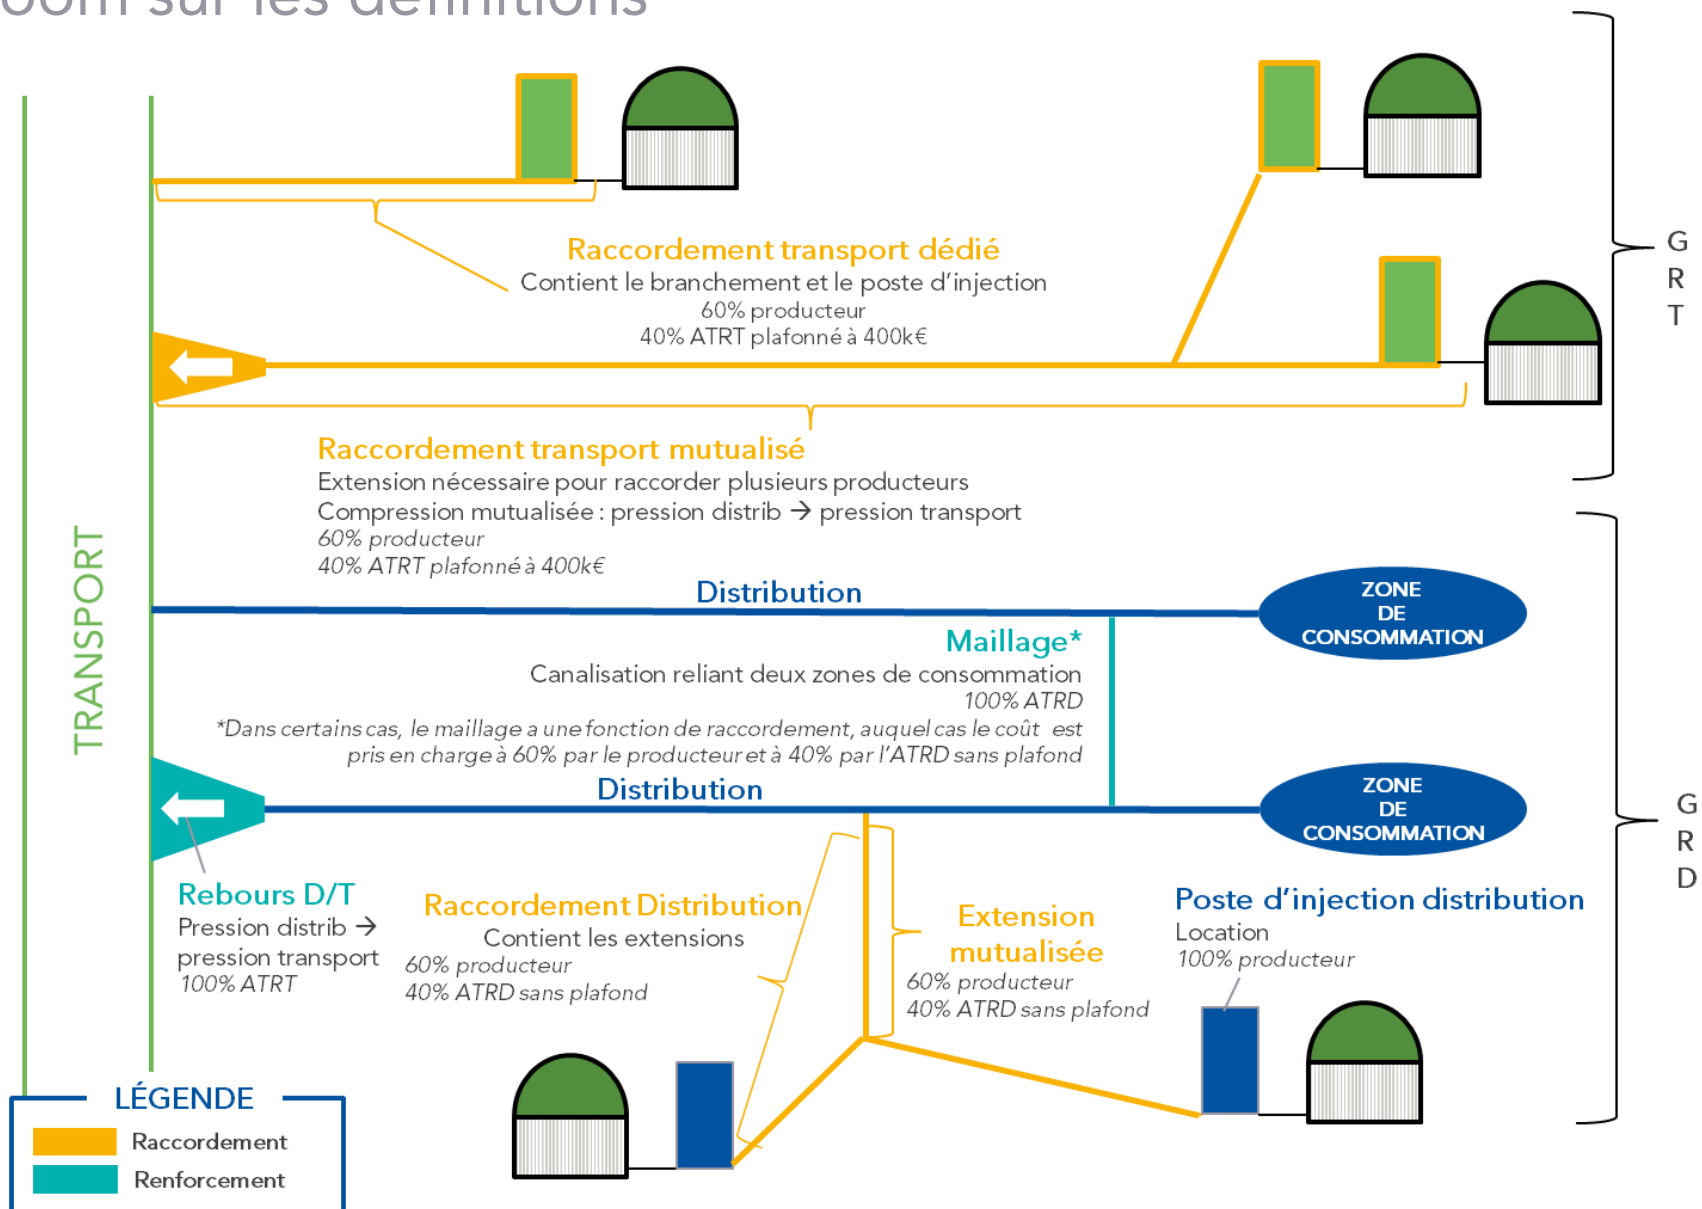 sur les définitions
Raccordement transport dédié
Contient le branchement et le poste d'injection
60% producteur
40% ATRT plafonné à 400k€
G
R
T
Raccordement transport mutualisé
Extension nécessaire pour raccorder plusieurs producteurs
Compression mutualisée : pression distrib → pression transport
60% producteur
40% ATRT plafonné à 400k€
TRANSPORT
Distribution
ZONE
DE
CONSOMMATION
Maillage*
Canalisation reliant deux zones de consommation
100% ATRD
*Dans certains cas, le maillage a une fonction de raccordement, auquel cas le coût est
pris en charge à 60% par le producteur et à 40% par l'ATRD sans plafond
Distribution
ZONE
DE
CONSOMMATION
G
R
D
Rebours D/T
Pression distrib →
pression transport
100% ATRT
Raccordement Distribution
Contient les extensions
60% producteur
40% ATRD sans plafond
Extension
mutualisée
60% producteur
40% ATRD sans plafond
Poste d'injection distribution
Location
100% producteur
LÉGENDE
Raccordement
Renforcement